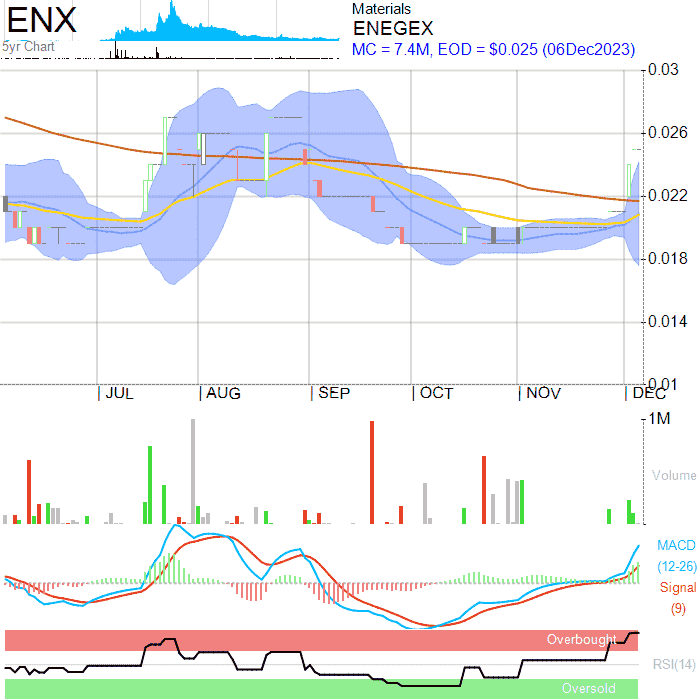 ENX
5yr Chart
Materials
ENEGEX
MC = 7.4M, EOD = $0.025 (06Dec2023)
0.03
0.026
0.022
0.018
0.014
0.01
JUL AUG SEP OCT NOV DEC
1M
Volume
MACD
(12-26)
Signal
(9)
Overbought
RSI(14)
Oversold